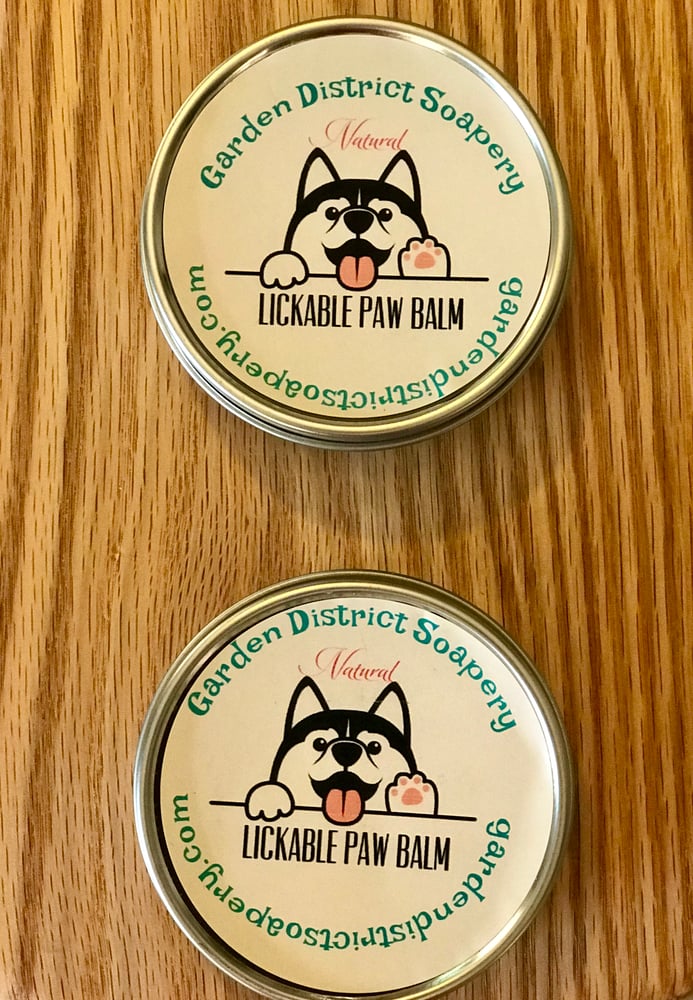 Garden District Soapery
Natural
LICKABLE PAW BALM
gardendistrictsoapery.com
Garden District Soapery
Natural
LICKABLE PAW BALM
gardendistrictsoapery.com